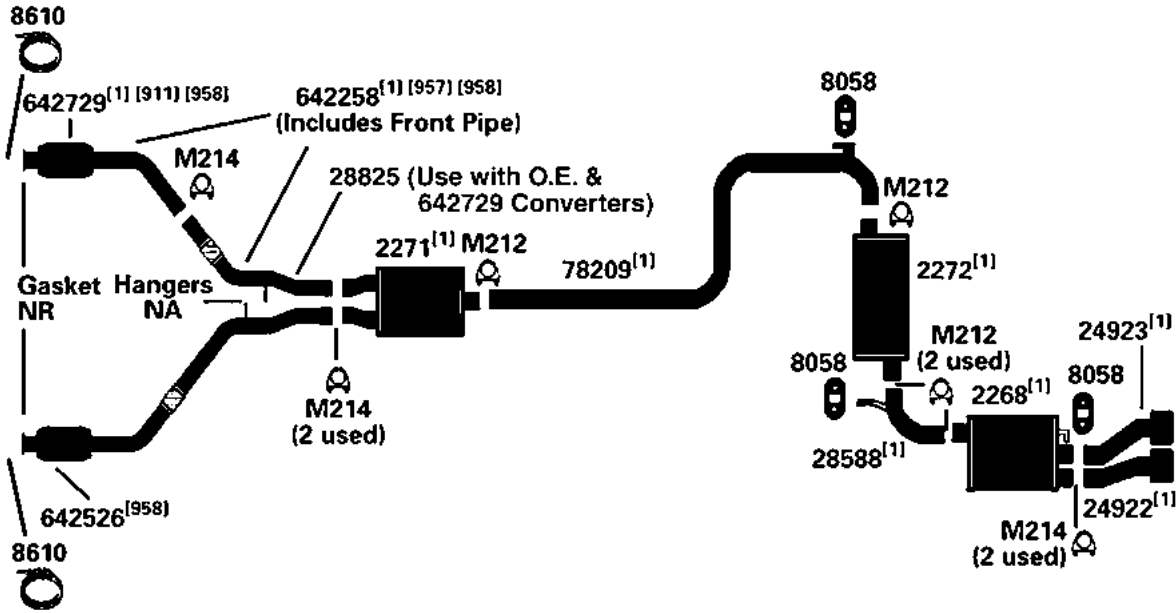 8610
642729[1] [911] [958]
642258[1] [957] [958]
(Includes Front Pipe)
8058
M214
28825 (Use with O.E. &
642729 Converters)
M212
2271[1]
M212
78209[1]
2272[1]
Gasket
NR
Hangers
NA
24923[1]
M212
(2 used)
8058
8058
2268[1]
M214
(2 used)
28588[1]
24922[1]
642526[958]
M214
(2 used)
8610